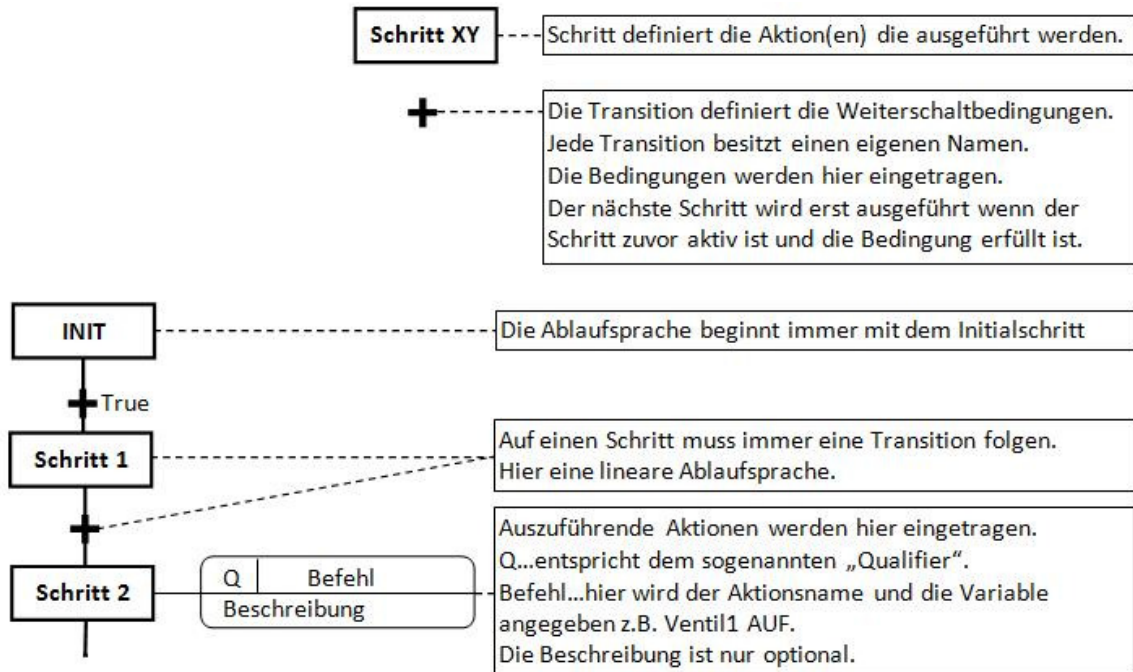 Schritt XY
Schritt definiert die Aktion(en) die ausgeführt werden.
Die Transition definiert die Weiterschaltbedingungen.
Jede Transition besitzt einen eigenen Namen.
Die Bedingungen werden hier eingetragen.
Der nächste Schritt wird erst ausgeführt wenn der
Schritt zuvor aktiv ist und die Bedingung erfüllt ist.
INIT
Die Ablaufsprache beginnt immer mit dem Initialschritt
True
Schritt 1
Auf einen Schritt muss immer eine Transition folgen.
Hier eine lineare Ablaufsprache.
Schritt 2
Q Befehl
Beschreibung
Auszuführende Aktionen werden hier eingetragen.
Q...entspricht dem sogenannten „Qualifier“.
Befehl...hier wird der Aktionsname und die Variable
angegeben z.B. Ventil1 AUF.
Die Beschreibung ist nur optional.